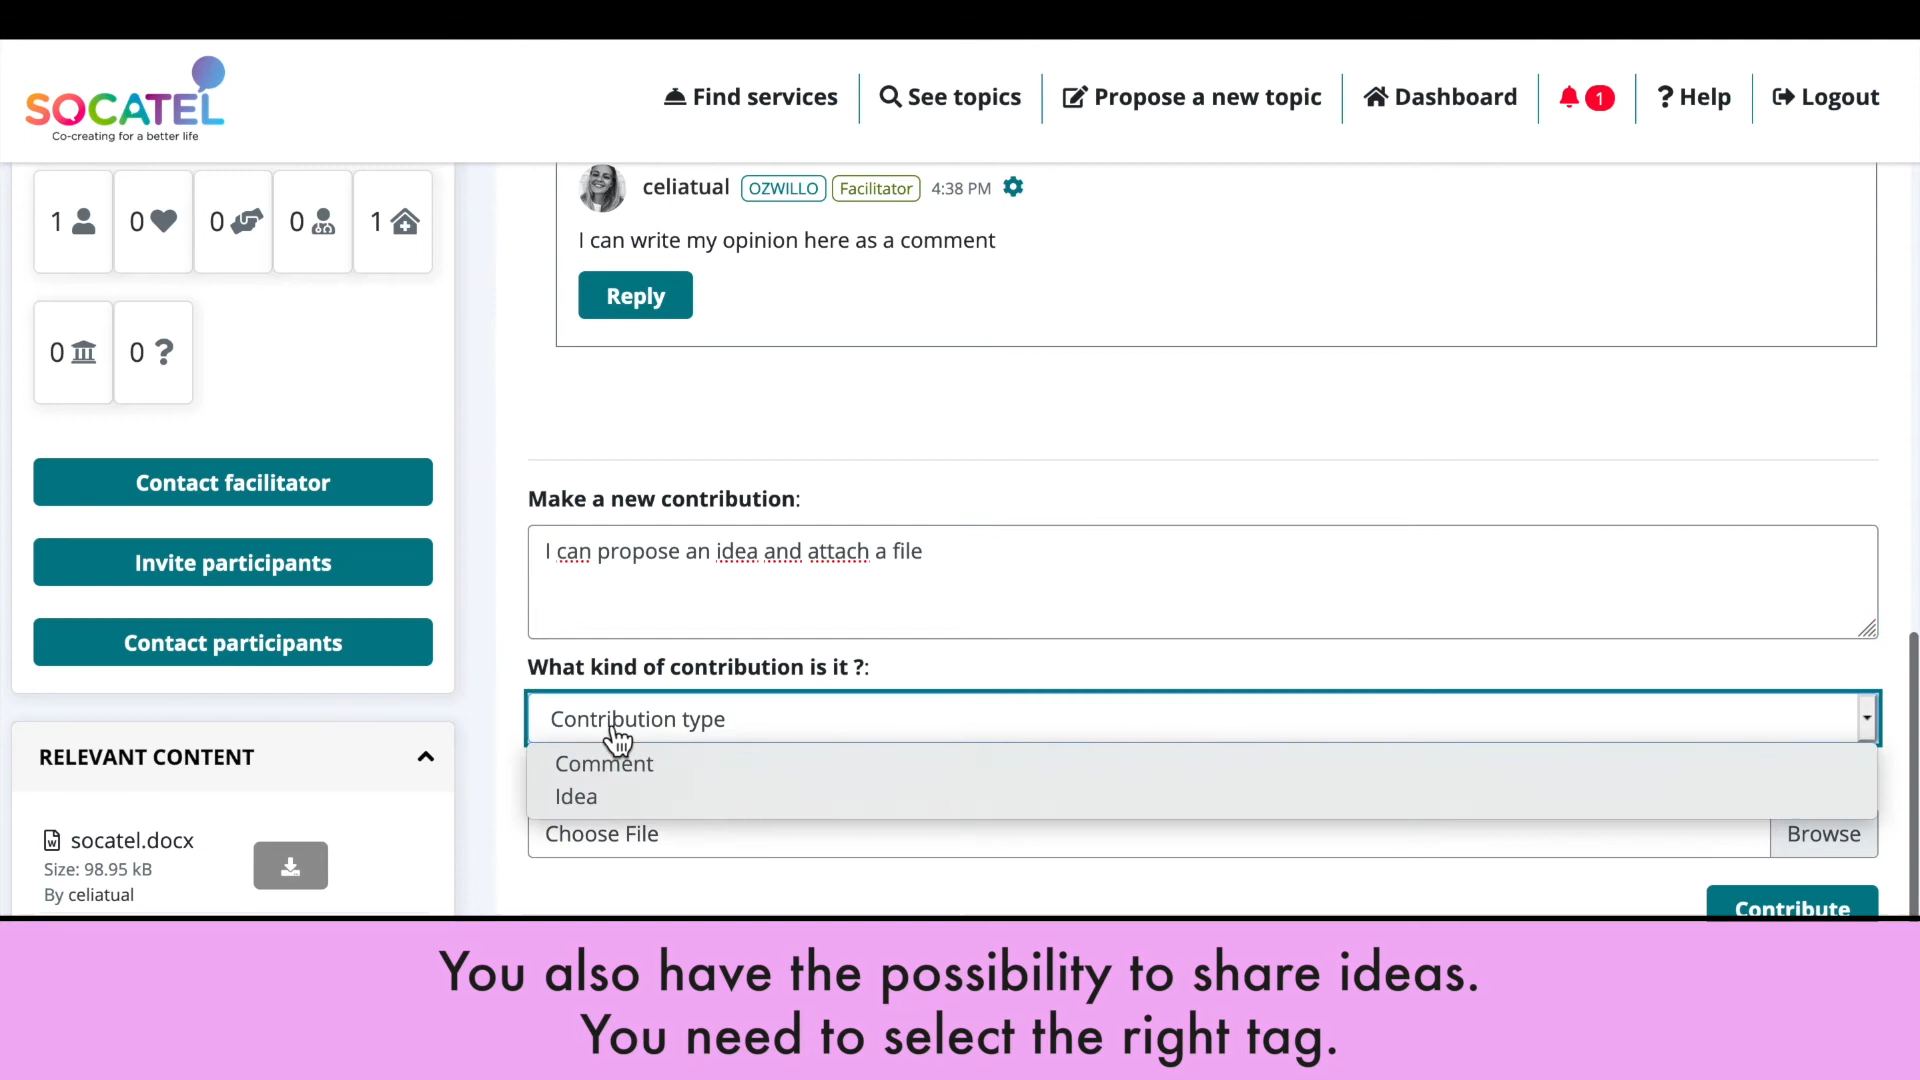 SOCATEL
Co-creating for a better life
Find services
See topics
Propose a new topic
Dashboard
1
? Help
Logout
1
0
0
0
1
0
0 ?
Contact facilitator
Invite participants
Contact participants
RELEVANT CONTENT
socatel.docx
Size: 98.95 kB
By celiatual
celiatual OZWILLO Facilitator 4:38 PM
I can write my opinion here as a comment
Reply
Make a new contribution:
I can propose an idea and attach a file
What kind of contribution is it ?:
Contribution type
Comment
Idea
Choose File
Browse
Contribute
You also have the possibility to share ideas.
You need to select the right tag.